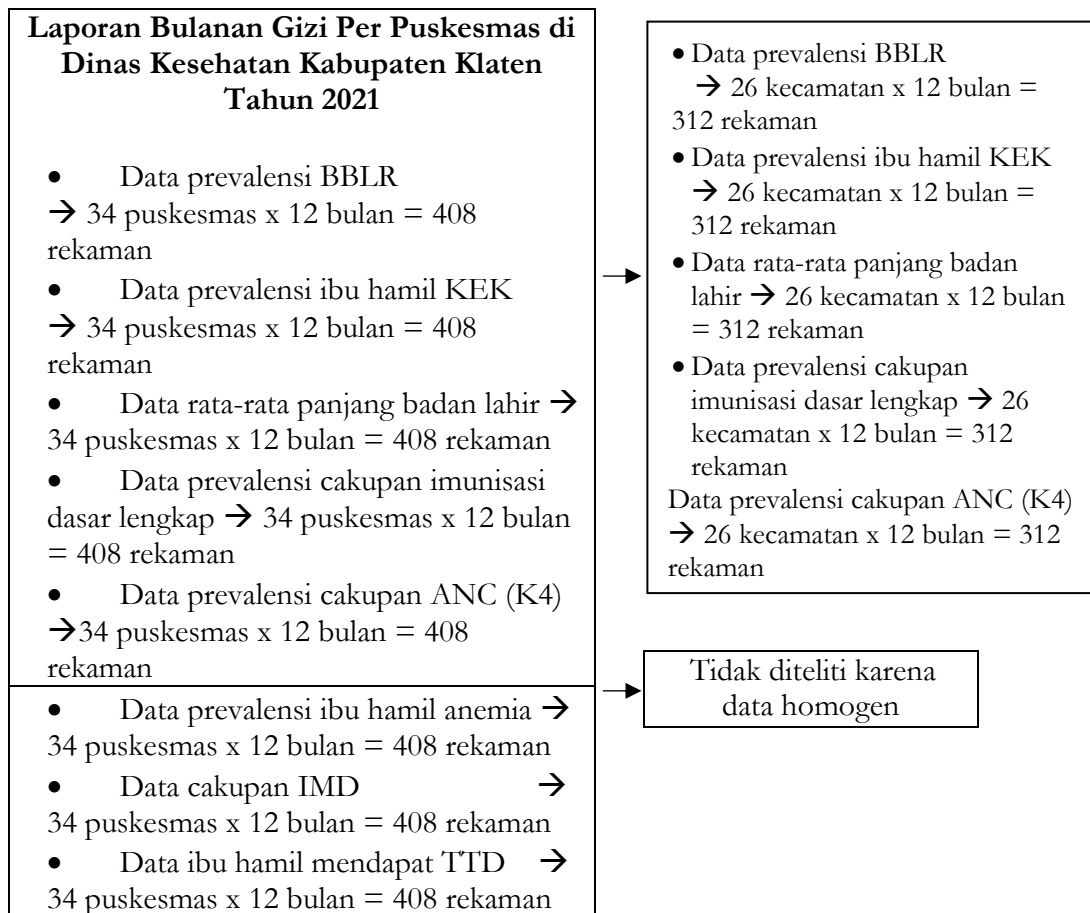 Laporan Bulanan Gizi Per Puskesmas di
Dinas Kesehatan Kabupaten Klaten
Tahun 2021
• Data prevalensi BBLR
→ 34 puskesmas x 12 bulan = 408
rekaman
• Data prevalensi ibu hamil KEK
→ 34 puskesmas x 12 bulan = 408
rekaman
• Data rata-rata panjang badan lahir →
34 puskesmas x 12 bulan = 408 rekaman
• Data prevalensi cakupan imunisasi
dasar lengkap → 34 puskesmas x 12 bulan
= 408 rekaman
• Data prevalensi cakupan ANC (K4)
→34 puskesmas x 12 bulan = 408
rekaman
• Data prevalensi ibu hamil anemia →
34 puskesmas x 12 bulan = 408 rekaman
• Data cakupan IMD →
34 puskesmas x 12 bulan = 408 rekaman
• Data ibu hamil mendapat TTD →
34 puskesmas x 12 bulan = 408 rekaman
• Data prevalensi BBLR
→ 26 kecamatan x 12 bulan =
312 rekaman
• Data prevalensi ibu hamil KEK
→ 26 kecamatan x 12 bulan =
312 rekaman
• Data rata-rata panjang badan
lahir → 26 kecamatan x 12 bulan
= 312 rekaman
• Data prevalensi cakupan
imunisasi dasar lengkap → 26
kecamatan x 12 bulan = 312
rekaman
Data prevalensi cakupan ANC (K4)
→ 26 kecamatan x 12 bulan = 312
rekaman
Tidak diteliti karena
data homogen